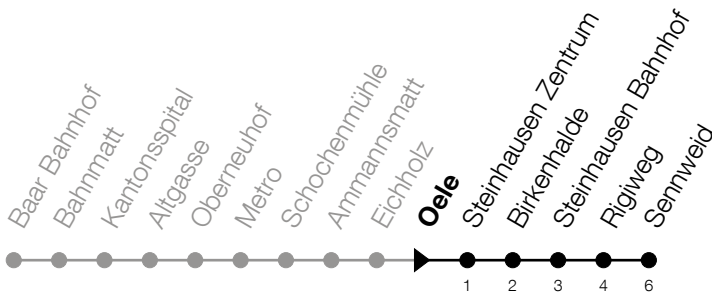 Baar Bahnhof
Bahnmatt
Kantonsspital
Altgasse
Oberneuhof
Metro
Schochenmühle
Ammannsmatt
Eichholz
Oele
Steinhausen Zentrum
Birkenhalde
Steinhausen Bahnhof
Rigiweg
Sennweid
1 2 3 4 6